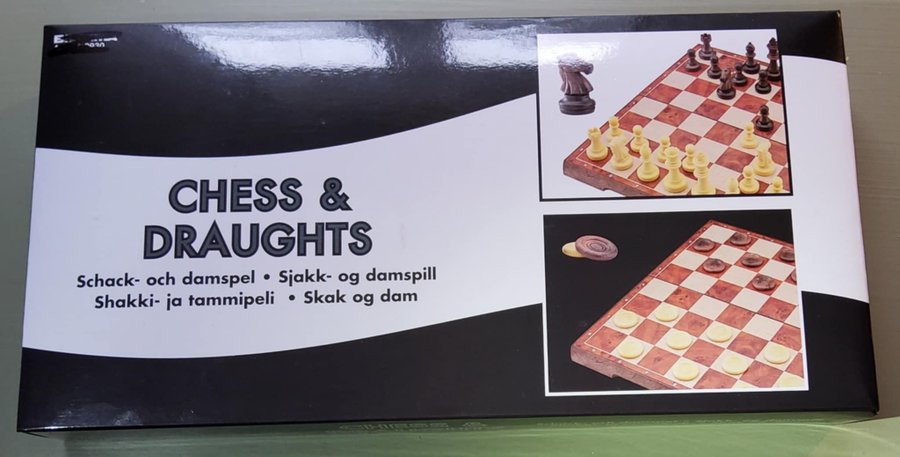 CHESS &
DRAUGHTS
Schack- och damspel • Sjakk- og damspill
Shakki- ja tammipeli • Skak og dam